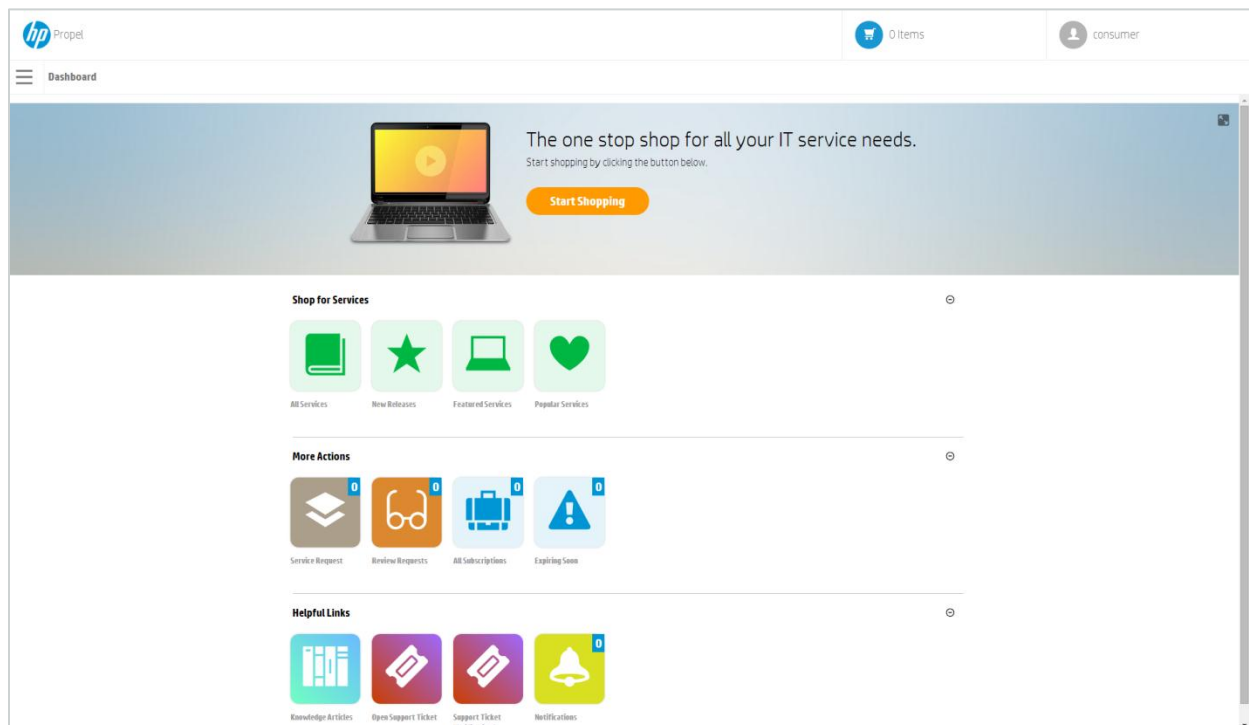 hp Propel
0 Items
consumer
Dashboard
The one stop shop for all your IT service needs.
Start shopping by clicking the button below.
Start Shopping
Shop for Services
All Services
New Releases
Featured Services
Popular Services
More Actions
0
0
0
0
Service Request
Review Requests
All Subscriptions
Expiring Soon
Helpful Links
0
Knowledge Articles
Open Support Ticket
Support Ticket
Notifications